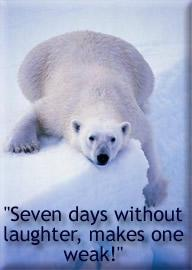 "Seven days without
laughter, makes one
weak!"